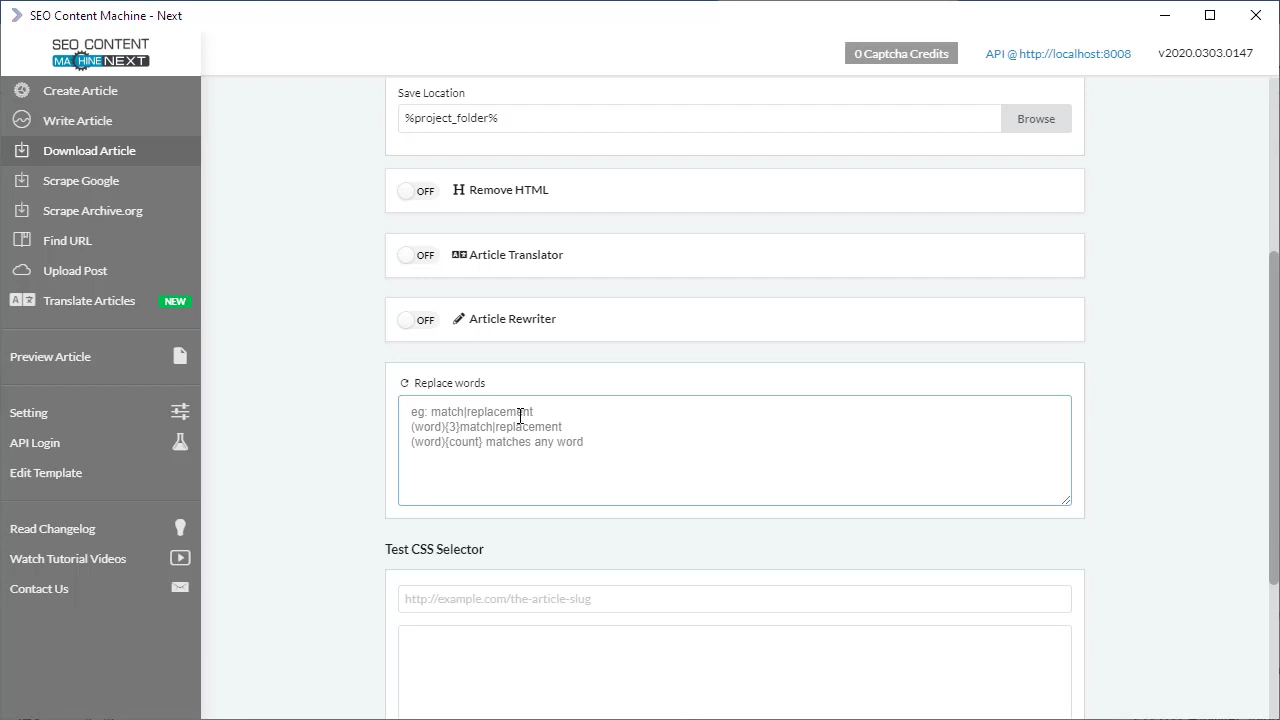 SEO Content Machine - Next
SEO CONTENT
MACHINE NEXT
0 Captcha Credits
API @ http://localhost:8008
v2020.0303.0147
Create Article
Write Article
Download Article
Scrape Google
Scrape Archive.org
Find URL
Upload Post
Translate Articles NEW
Preview Article
Setting
API Login
Edit Template
Read Changelog
Watch Tutorial Videos
Contact Us
Save Location
%project_folder%
Browse
OFF Remove HTML
OFF Article Translator
OFF Article Rewriter
Replace words
eg: match|replacement
(word){3}match|replacement
(word){count} matches any word
Test CSS Selector
http://example.com/the-article-slug